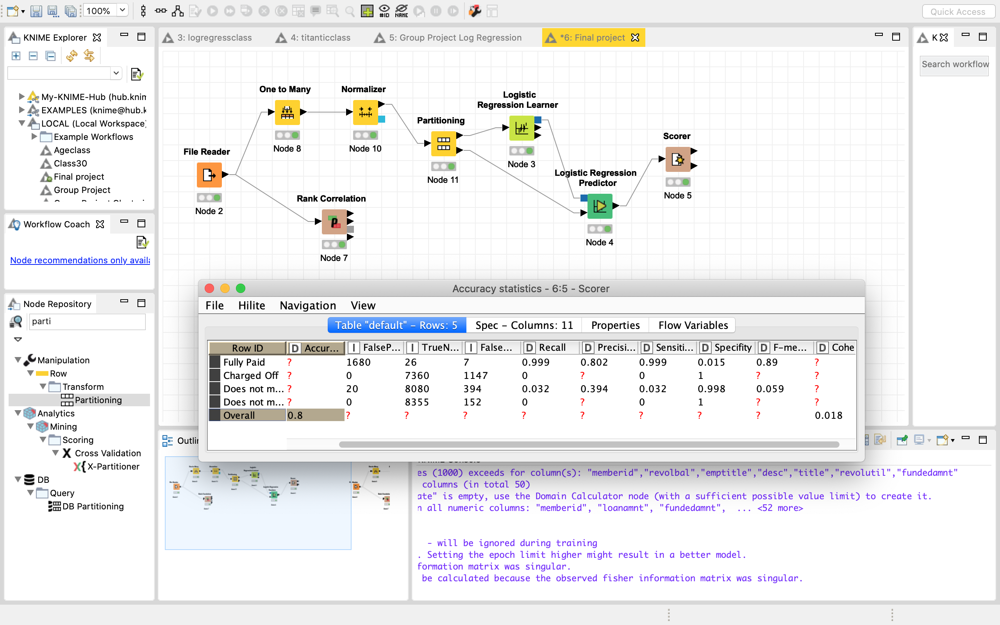 100%
#ID
NAME
Quick Access
KNIME Explorer
3: logregressclass
4: titanticclass
5: Group Project Log Regression
*6: Final project
K
Search workflow
My-KNIME-Hub (hub.knim
EXAMPLES (knime@hub.k
LOCAL (Local Workspace)
Example Workflows
Ageclass
Class30
Final project
Group Project
Workflow Coach
Node recommendations only availa
Node Repository
parti
Manipulation
Row
Transform
Partitioning
Analytics
Mining
Scoring
Cross Validation
X-Partitioner
DB
Query
DB Partitioning
File Reader
Node 2
One to Many
Node 8
Normalizer
Node 10
Rank Correlation
Node 7
Partitioning
Node 11
Logistic
Regression Learner
Node 3
Logistic Regression
Predictor
Node 4
Scorer
Node 5
Accuracy statistics - 6:5 - Scorer
File Hilite Navigation View
Table "default" - Rows: 5 Spec - Columns: 11 Properties Flow Variables
Row ID D Accur... I FalseP... I TrueN... I False... D Recall D Precisi... D Sensiti... D Specifity D F-me... D Cohe
Fully Paid ? 1680 26 7 0.999 0.802 0.999 0.015 0.89 ?
Charged Off ? 0 7360 1147 0 ? 0 1 ? ?
Does not m... ? 20 8080 394 0.032 0.394 0.032 0.998 0.059 ?
Does not m... ? 0 8355 152 0 ? 0 1 ? ?
Overall 0.8 ? ? ? ? ? ? ? ? 0.018
Outli
KNIME Console
es (1000) exceeds for column(s): "memberid","revolbal","emptitle","desc","title","revolutil","fundedamnt"
columns (in total 50)
ate" is empty, use the Domain Calculator node (with a sufficient possible value limit) to create it.
n all numeric columns: "memberid", "loanamnt", "fundedamnt", ... <52 more>
- will be ignored during training
. Setting the epoch limit higher might result in a better model.
formation matrix was singular.
be calculated because the observed fisher information matrix was singular.